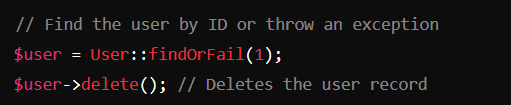 // Find the user by ID or throw an exception
$user = User::findOrFail(1);
$user->delete(); // Deletes the user record